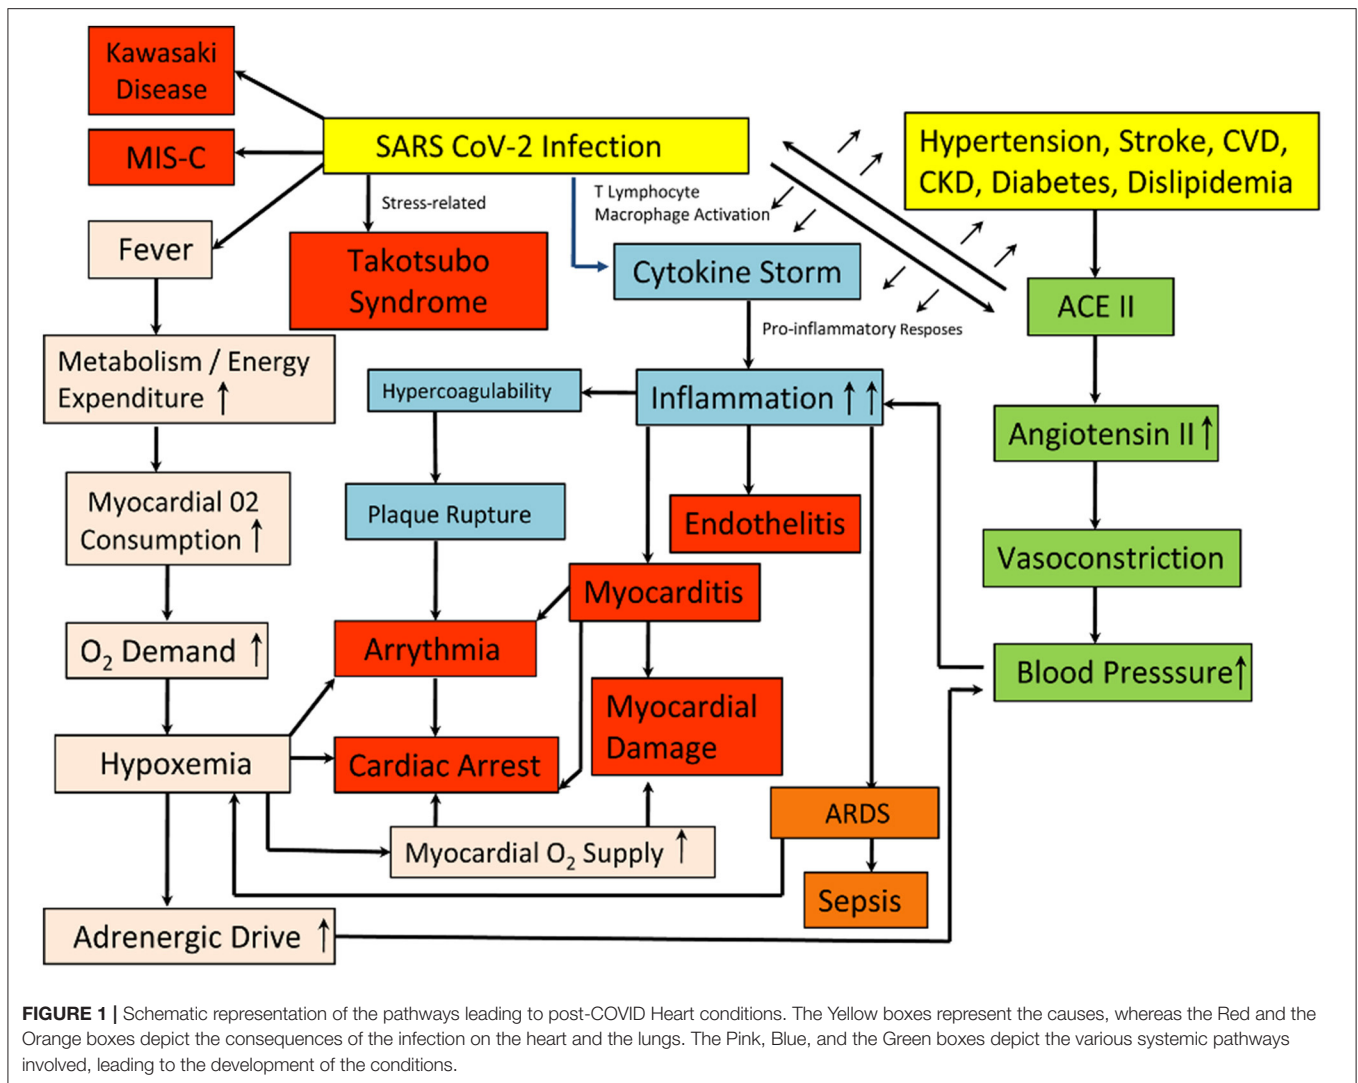 Kawasaki
Disease
MIS-C
SARS CoV-2 Infection
Hypertension, Stroke, CVD,
CKD, Diabetes, Dislipidemia
Stress-related
T Lymphocyte
Macrophage Activation
Fever
Takotsubo
Syndrome
Cytokine Storm
ACE II
Pro-inflammatory Resposes
Metabolism / Energy
Expenditure ↑
Hypercoagulability
Inflammation ↑ ↑
Angiotensin II ↑
Myocardial 02
Consumption ↑
Plaque Rupture
Endothelitis
Vasoconstriction
Myocarditis
O₂ Demand ↑
Arrythmia
Blood Presssure ↑
Myocardial
Damage
Hypoxemia
Cardiac Arrest
ARDS
Myocardial O₂ Supply ↑
Sepsis
Adrenergic Drive ↑
FIGURE 1 | Schematic representation of the pathways leading to post-COVID Heart conditions. The Yellow boxes represent the causes, whereas the Red and the
Orange boxes depict the consequences of the infection on the heart and the lungs. The Pink, Blue, and the Green boxes depict the various systemic pathways
involved, leading to the development of the conditions.